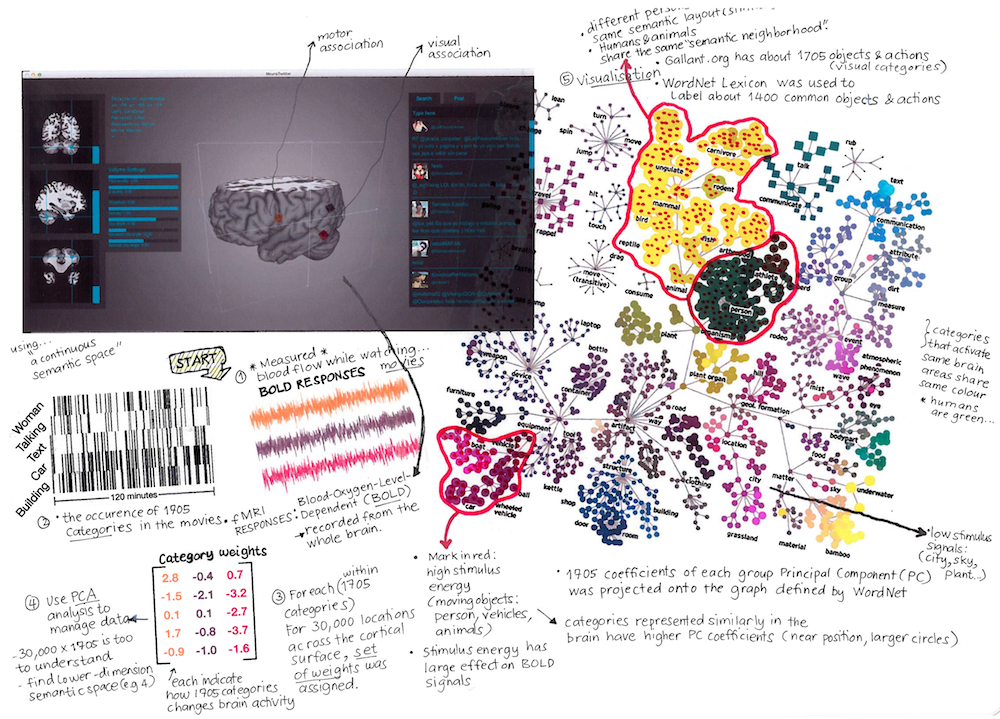 different
same semantic layout
• Humans & animals
share the same "semantic neighborhood".
• Gallant.org has about 1705 objects & actions
(visual categories)
⑤ Visualisation
• WordNet Lexicon was used to
Label about 1400 common objects & actions
motor
association
visual
association
Search
Post
Type here
using...
"a continuous
semantic space"
START
① * Measured *
blood flow while watching...
movies
BOLD RESPONSES
Woman
Talking
Text
Car
Building
120 minutes
② • the occurence of 1705
Categories in the movies.
• fMRI
RESPONSES:
Blood-Oxygen-Level-
Dependent (BOLD)
→ recorded from the
whole brain.
Category weights
2.8 -0.4 0.7
-1.5 -2.1 -3.2
0.1 0.1 -2.7
1.7 -0.8 -3.7
-0.9 -1.0 -1.6
each indicate
how 1705 categories
changes brain activity
③ For each (1705
within
categories)
For 30,000 locations
across the cortical
surface, set
of weights was
assigned.
④ Use PCA
analysis to
manage data
- 30,000 x 1705 is too
to understand
- find lower-dimension
semantic space (eg 4)
• Mark in red:
high stimulus
energy
(moving objects:
person, vehicles,
animals)
• Stimulus energy has
large effect on BOLD
signals
• 1705 coefficients of each group Principal Component (PC)
was projected onto the graph defined by WordNet
categories represented similarly in the
brain have higher PC coefficients (near position, larger circles)
• low stimulus
signals:
(city, sky,
plant...)
categories
that activate
same brain
areas share
same colour
* humans
are green...
lean
turn
spin
jump
move
hit
touch
drag
move
(transitive)
consume
rappel
carnivore
ungulate
rodent
mammal
bird
fish
reptile
animal
athlete
person
organism
talk
communicate
rub
text
communication
attribute
group
dirt
measure
rodeo
event
wave
atmospheric
phenomenon
mist
eye
bodypart
plant
plant organ
hill
geol. formation
location
city
grassland
food
matter
sky
underwater
material
bamboo
laptop
weapon
device
bottle
container
furniture
equipment
tool
kettle
artifact
way
road
clothing
structure
building
shop
door
room
boat
vehicle
car
ball
wheeled
vehicle